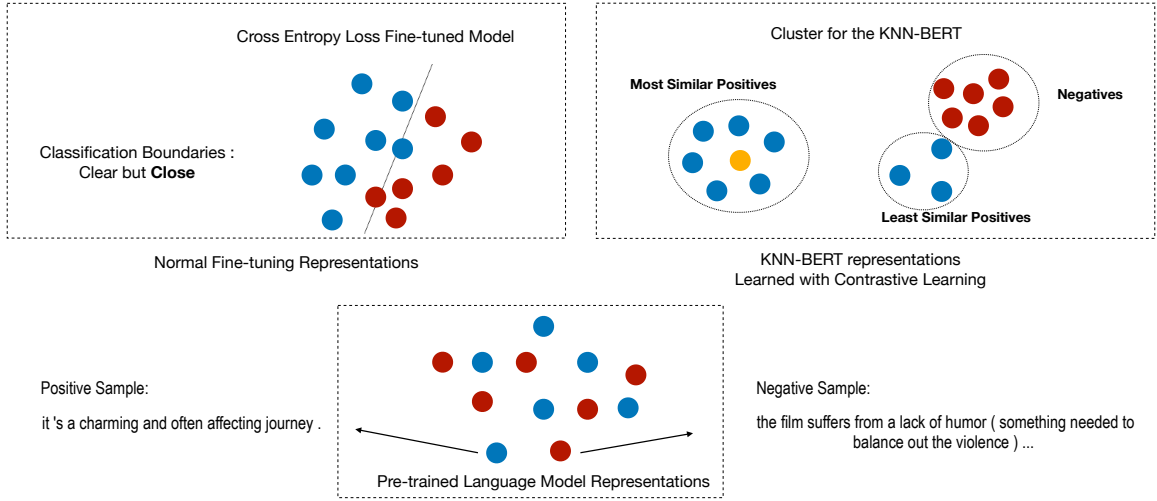 Cross Entropy Loss Fine-tuned Model
Classification Boundaries :
Clear but Close
Normal Fine-tuning Representations
Cluster for the KNN-BERT
Most Similar Positives
Negatives
Least Similar Positives
KNN-BERT representations
Learned with Contrastive Learning
Positive Sample:
it 's a charming and often affecting journey .
Negative Sample:
the film suffers from a lack of humor ( something needed to
balance out the violence ) ...
Pre-trained Language Model Representations